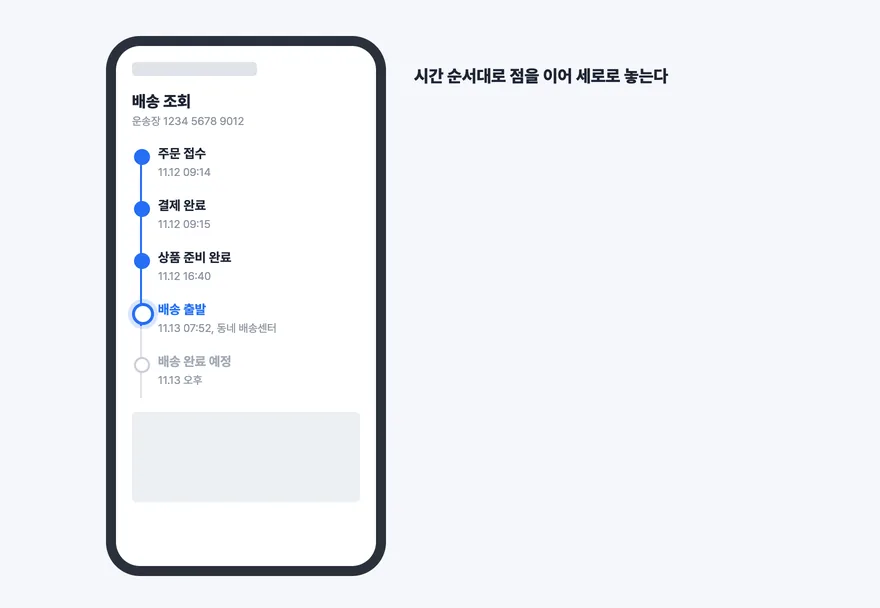 배송 조회
운송장 1234 5678 9012
주문 접수
11.12 09:14
결제 완료
11.12 09:15
상품 준비 완료
11.12 16:40
배송 출발
11.13 07:52, 동네 배송센터
배송 완료 예정
11.13 오후
시간 순서대로 점을 이어 세로로 놓는다